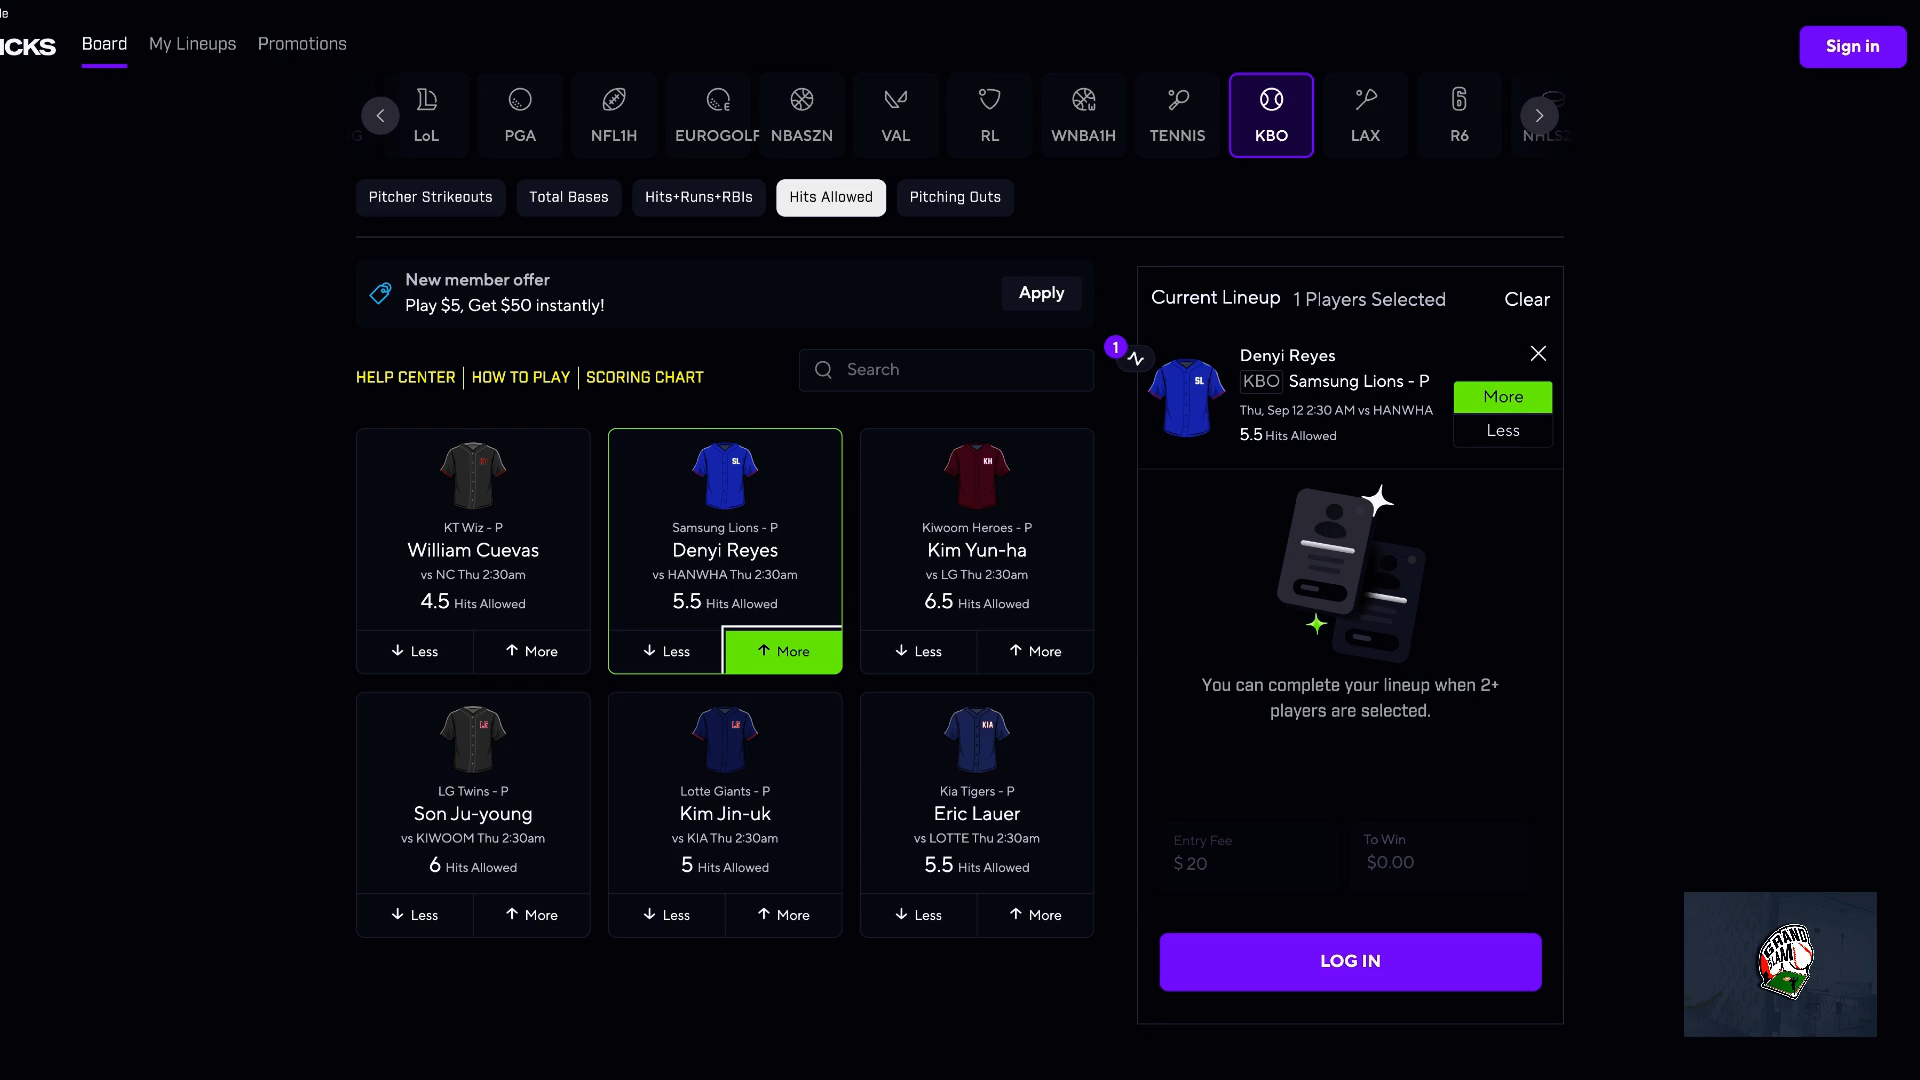 ICKS
Board
My Lineups
Promotions
Sign in
LoL
PGA
NFL1H
EUROGOLF
NBASZN
VAL
RL
WNBA1H
TENNIS
KBO
LAX
R6
Pitcher Strikeouts
Total Bases
Hits+Runs+RBIs
Hits Allowed
Pitching Outs
New member offer
Play $5, Get $50 instantly!
Apply
HELP CENTER
HOW TO PLAY
SCORING CHART
Search
KT Wiz - P
William Cuevas
vs NC Thu 2:30am
4.5 Hits Allowed
Less
More
SL
Samsung Lions - P
Denyi Reyes
vs HANWHA Thu 2:30am
5.5 Hits Allowed
Less
More
KH
Kiwoom Heroes - P
Kim Yun-ha
vs LG Thu 2:30am
6.5 Hits Allowed
Less
More
LG Twins - P
Son Ju-young
vs KIWOOM Thu 2:30am
6 Hits Allowed
Less
More
Lotte Giants - P
Kim Jin-uk
vs KIA Thu 2:30am
5 Hits Allowed
Less
More
KIA
Kia Tigers - P
Eric Lauer
vs LOTTE Thu 2:30am
5.5 Hits Allowed
Less
More
Current Lineup 1 Players Selected
Clear
1
SL
Denyi Reyes
KBO Samsung Lions - P
Thu, Sep 12 2:30 AM vs HANWHA
5.5 Hits Allowed
More
Less
You can complete your lineup when 2+
players are selected.
Entry Fee
$ 20
To Win
$0.00
LOG IN
GRAND
SLAM